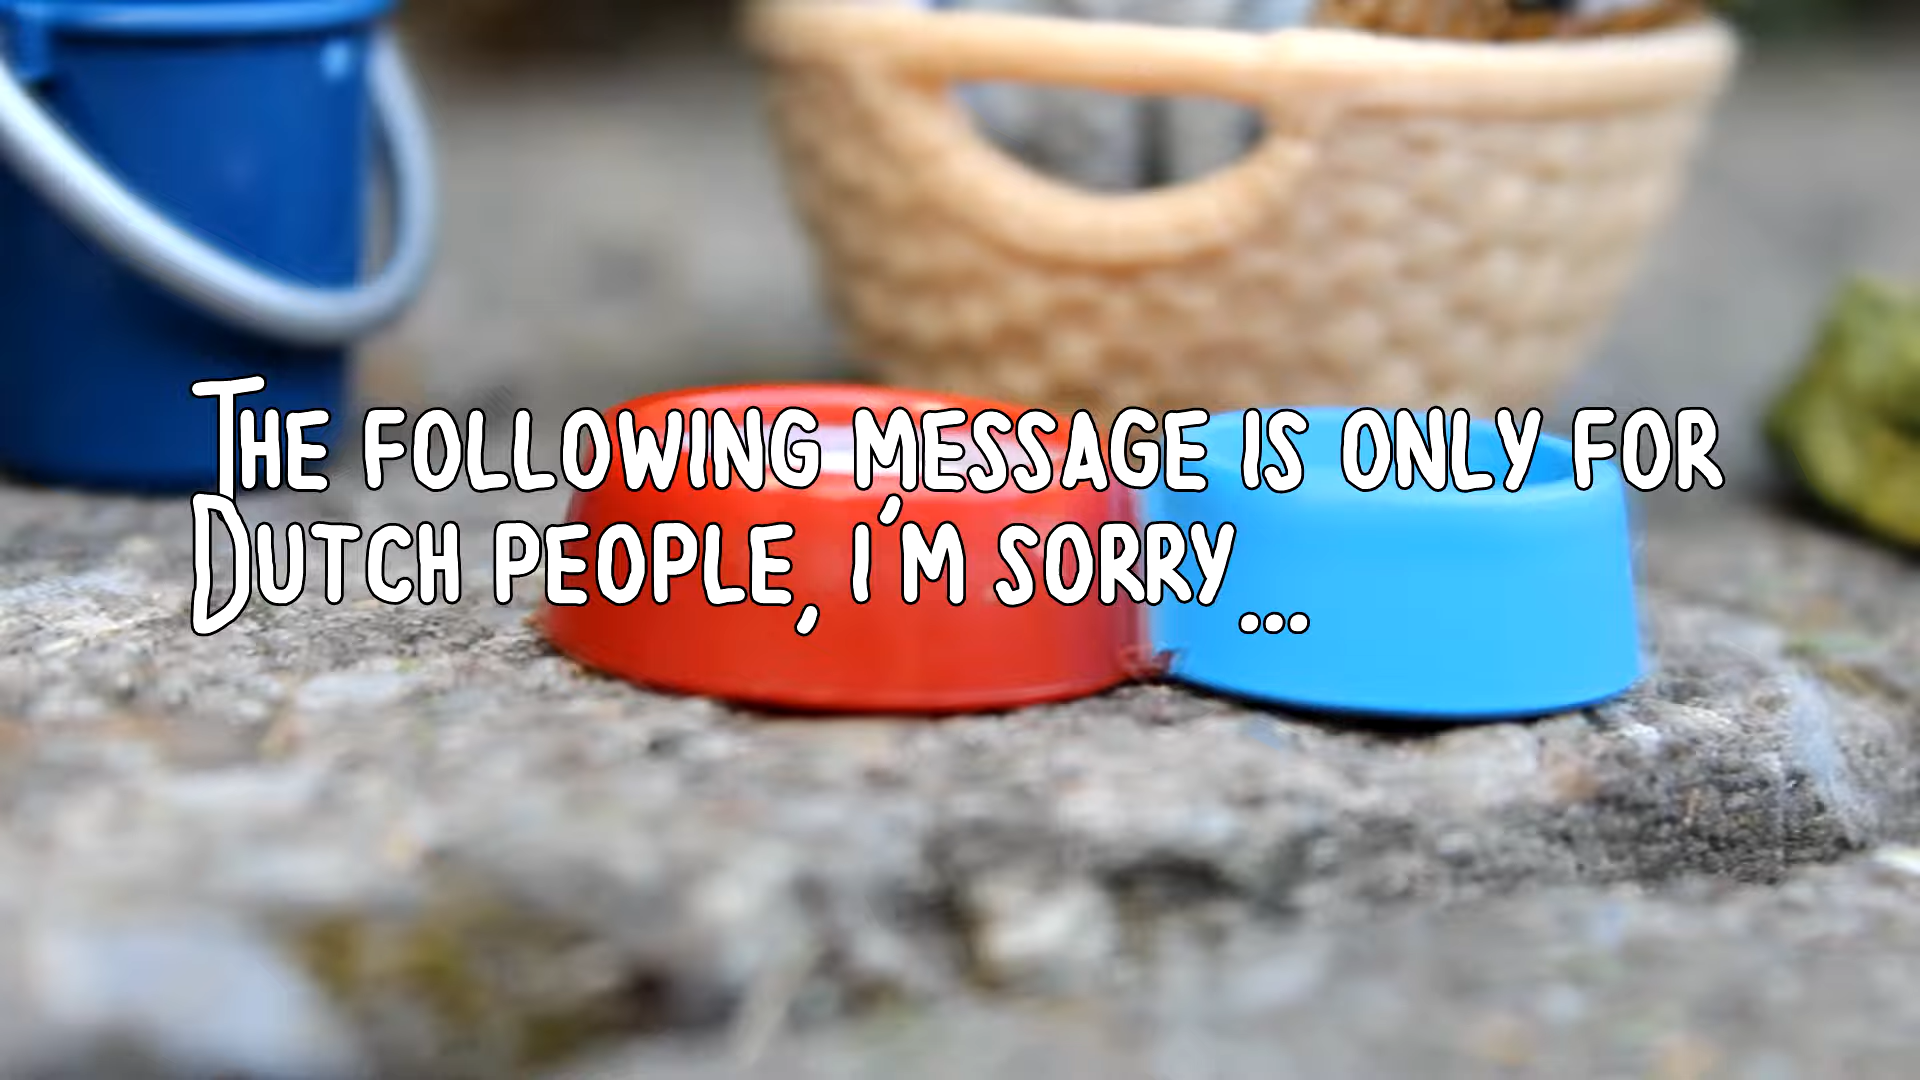 The following message is only for
Dutch people, i'm sorry...